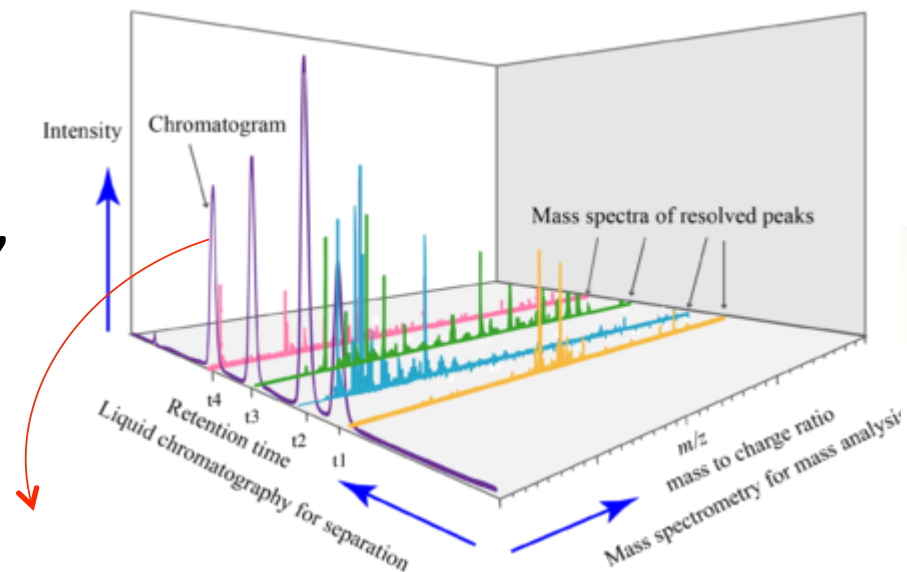 Intensity
Chromatogram
Mass spectra of resolved peaks
t4
t3
t2
t1
Retention time
Liquid chromatography for separation
m/z
mass to charge ratio
Mass spectrometry for mass analysis